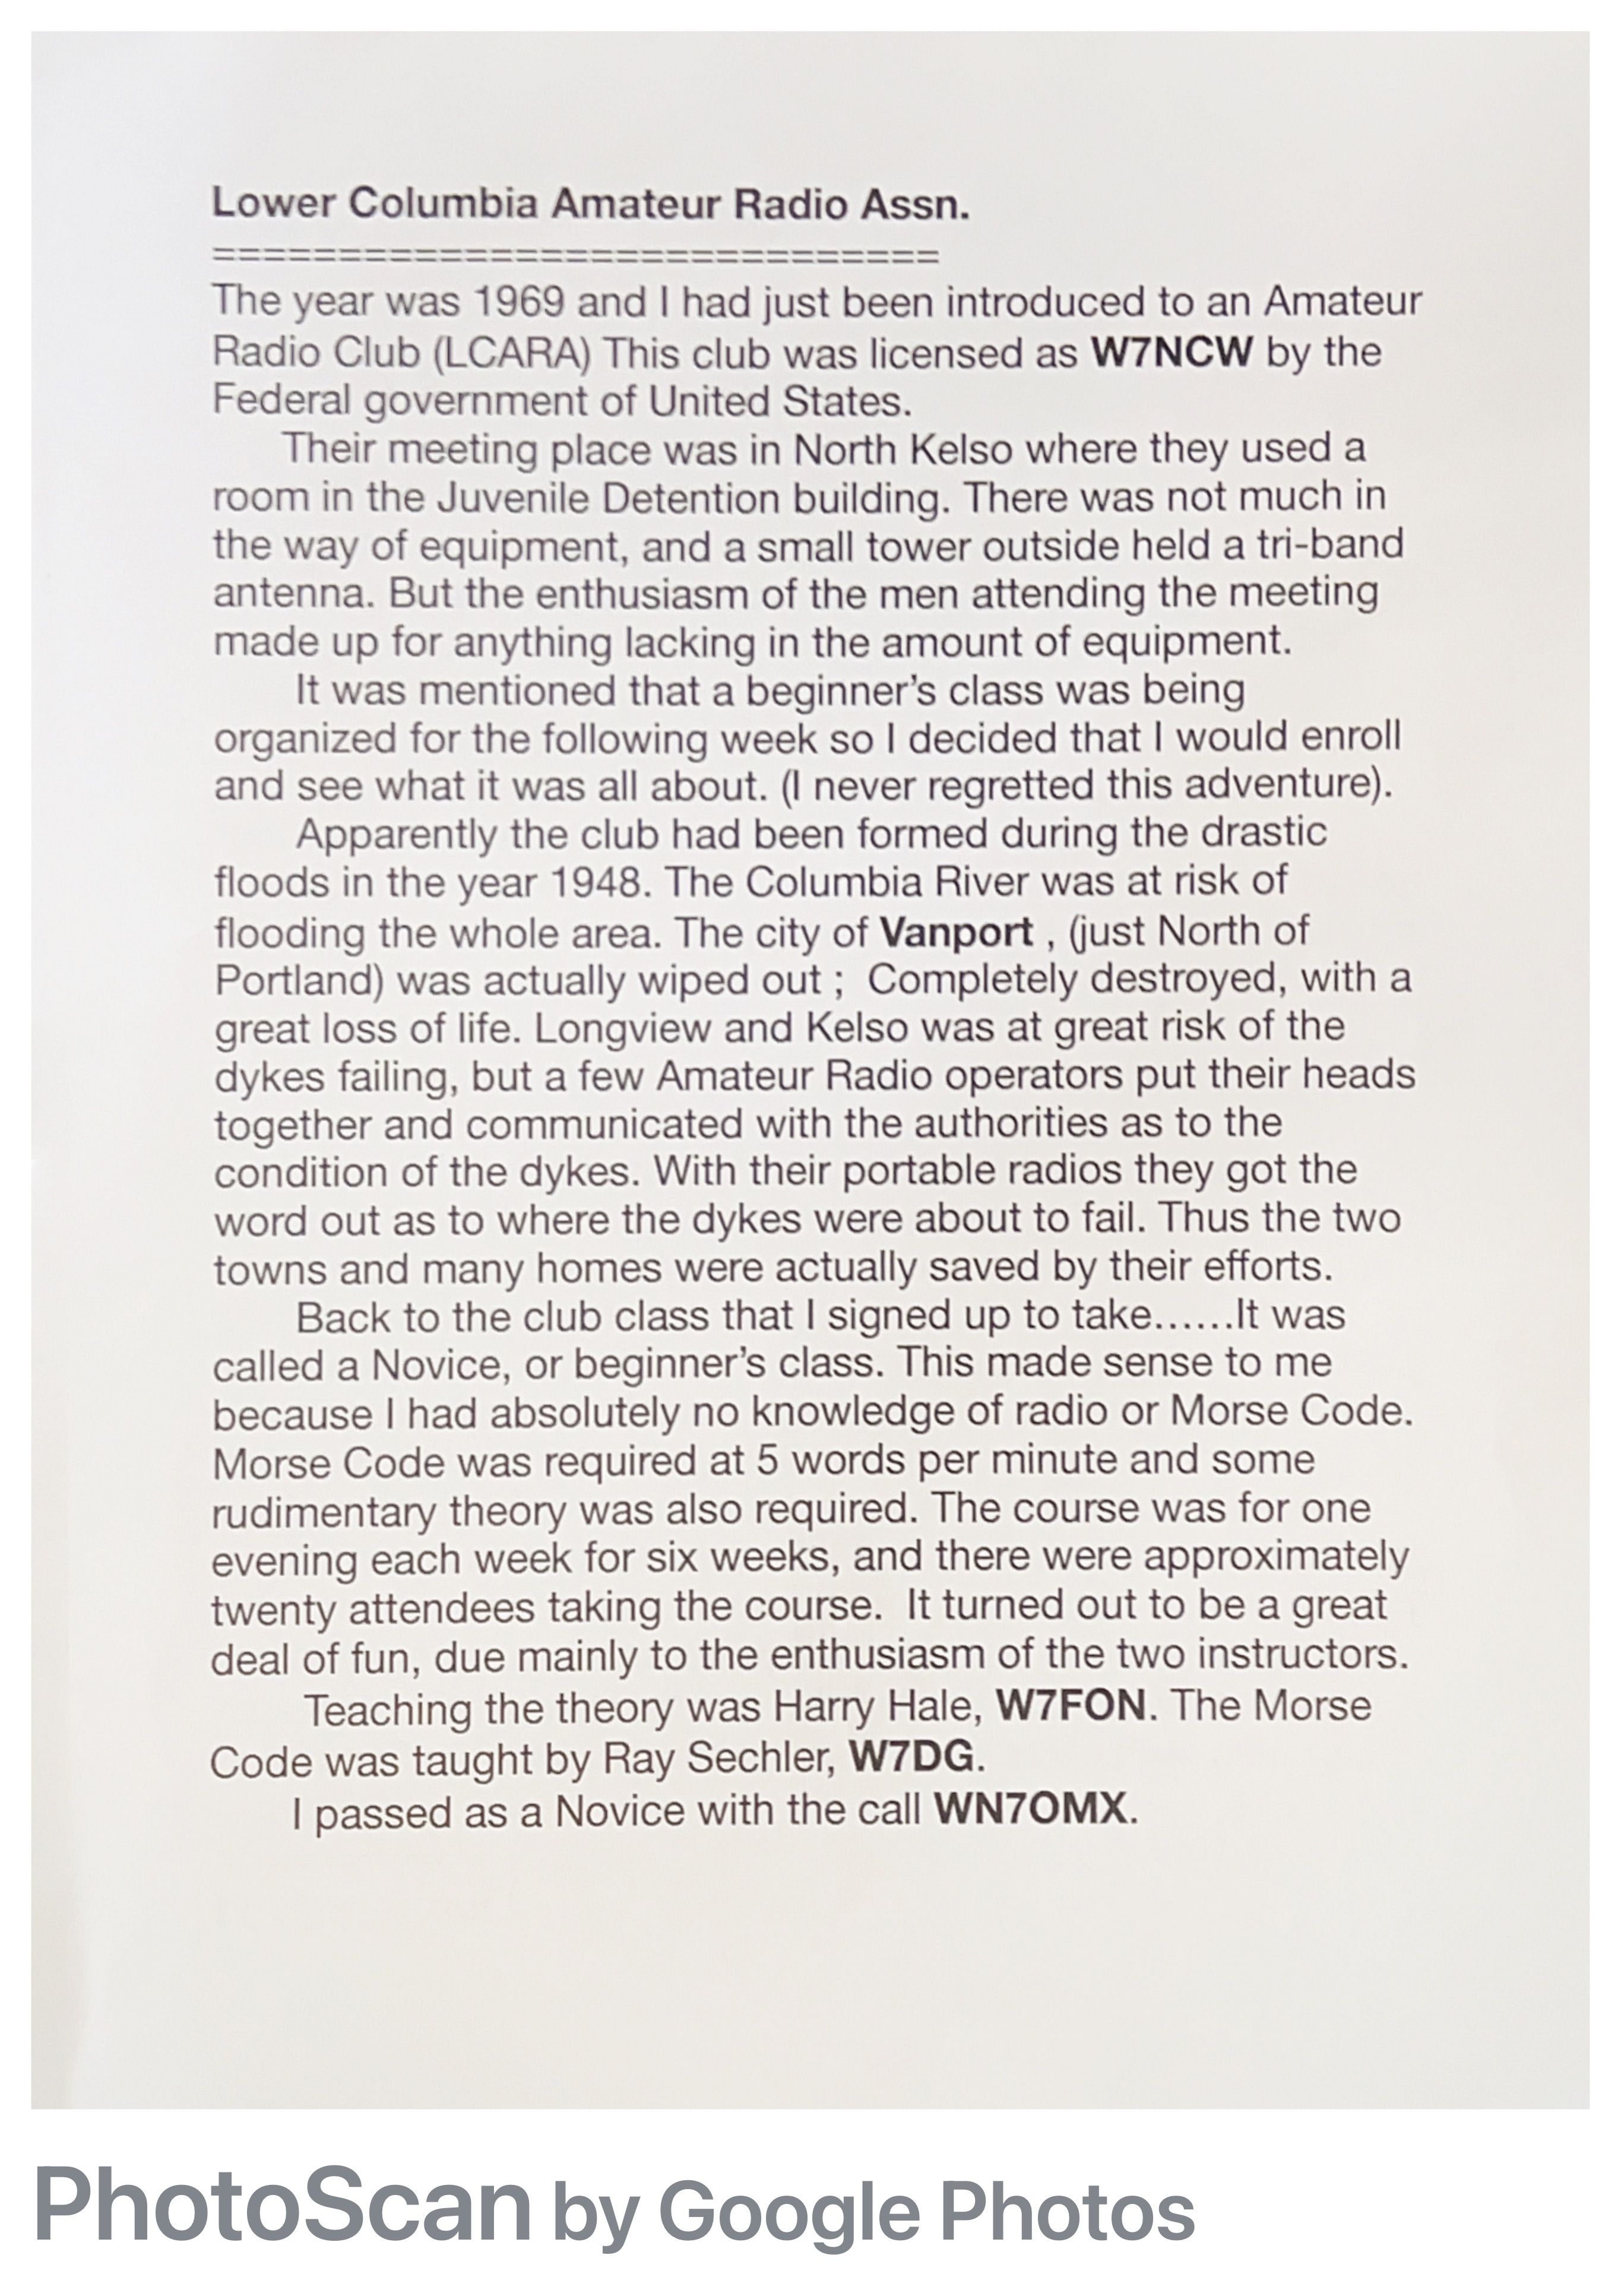 Lower Columbia Amateur Radio Assn.
=============================
The year was 1969 and I had just been introduced to an Amateur
Radio Club (LCARA) This club was licensed as W7NCW by the
Federal government of United States.
Their meeting place was in North Kelso where they used a
room in the Juvenile Detention building. There was not much in
the way of equipment, and a small tower outside held a tri-band
antenna. But the enthusiasm of the men attending the meeting
made up for anything lacking in the amount of equipment.
It was mentioned that a beginner’s class was being
organized for the following week so I decided that I would enroll
and see what it was all about. (I never regretted this adventure).
Apparently the club had been formed during the drastic
floods in the year 1948. The Columbia River was at risk of
flooding the whole area. The city of Vanport , (just North of
Portland) was actually wiped out ;  Completely destroyed, with a
great loss of life. Longview and Kelso was at great risk of the
dykes failing, but a few Amateur Radio operators put their heads
together and communicated with the authorities as to the
condition of the dykes. With their portable radios they got the
word out as to where the dykes were about to fail. Thus the two
towns and many homes were actually saved by their efforts.
Back to the club class that I signed up to take......It was
called a Novice, or beginner’s class. This made sense to me
because I had absolutely no knowledge of radio or Morse Code.
Morse Code was required at 5 words per minute and some
rudimentary theory was also required. The course was for one
evening each week for six weeks, and there were approximately
twenty attendees taking the course.  It turned out to be a great
deal of fun, due mainly to the enthusiasm of the two instructors.
Teaching the theory was Harry Hale, W7FON. The Morse
Code was taught by Ray Sechler, W7DG.
I passed as a Novice with the call WN7OMX.
PhotoScan by Google Photos